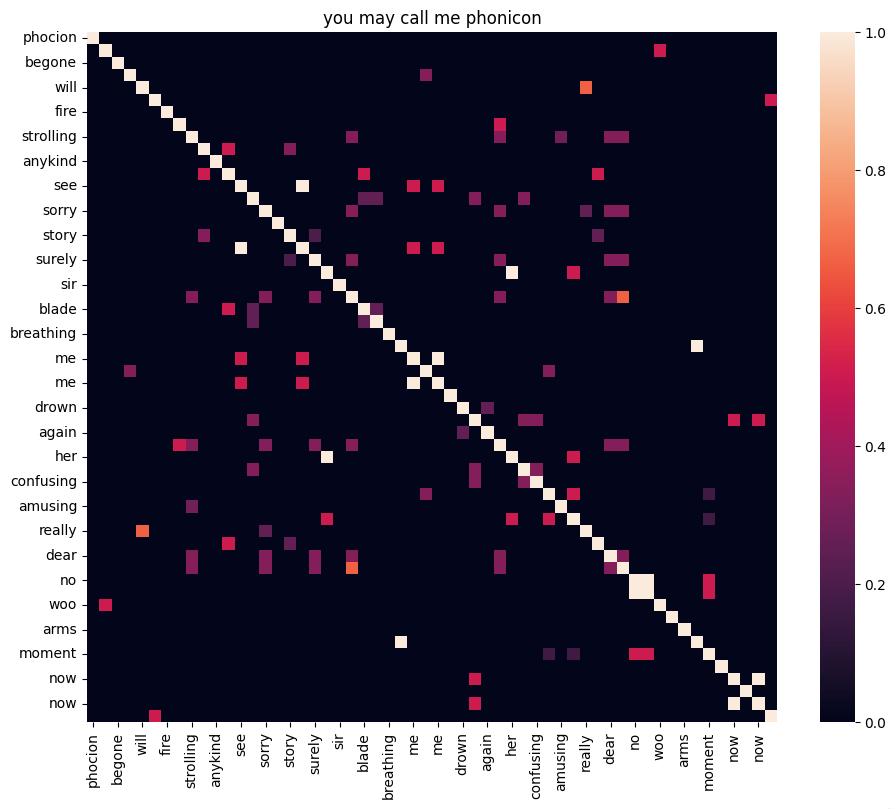 you may call me phonicon
phocion
begone
will
fire
strolling
anykind
see
sorry
story
surely
sir
blade
breathing
me
me
drown
again
her
confusing
amusing
really
dear
no
woo
arms
moment
now
now
1.0
0.8
0.6
0.4
0.2
0.0
phocion
begone
will
fire
strolling
anykind
see
sorry
story
surely
sir
blade
breathing
me
me
drown
again
her
confusing
amusing
really
dear
no
woo
arms
moment
now
now